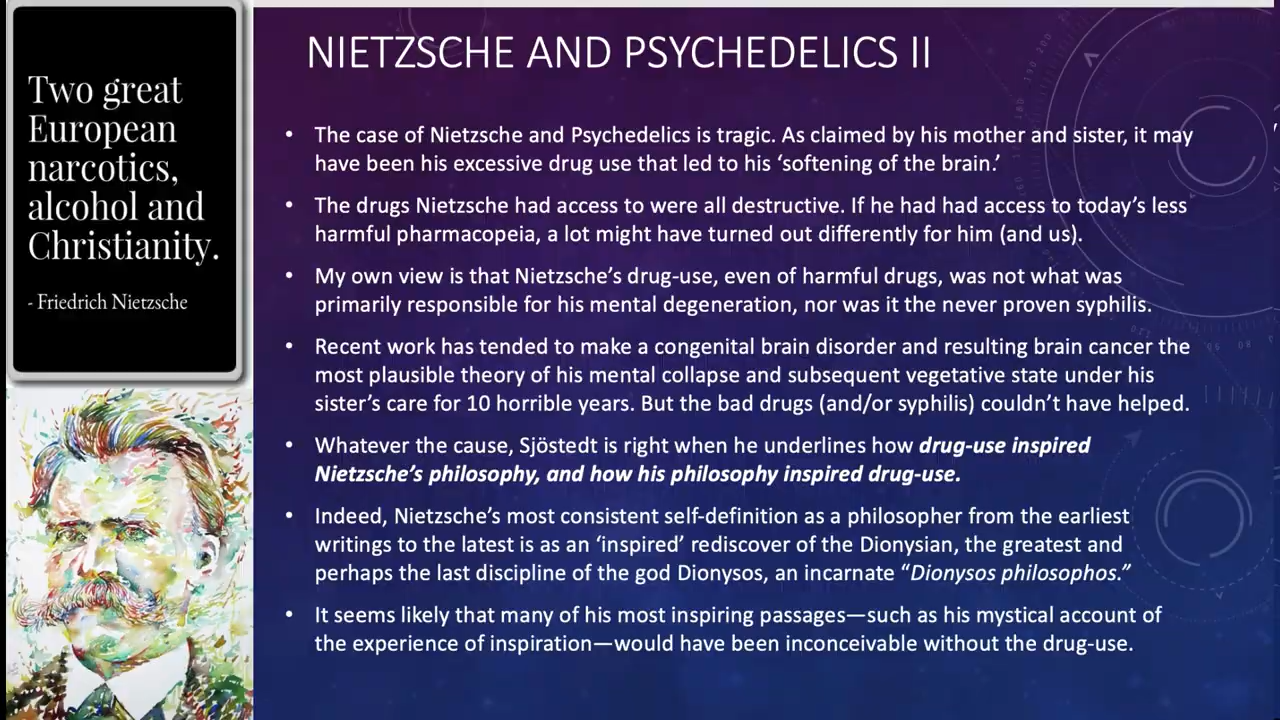 Two great
European
narcotics,
alcohol and
Christianity.
- Friedrich Nietzsche
NIETZSCHE AND PSYCHEDELICS II
• The case of Nietzsche and Psychedelics is tragic. As claimed by his mother and sister, it may
have been his excessive drug use that led to his ‘softening of the brain.’
• The drugs Nietzsche had access to were all destructive. If he had had access to today’s less
harmful pharmacopeia, a lot might have turned out differently for him (and us).
• My own view is that Nietzsche’s drug-use, even of harmful drugs, was not what was
primarily responsible for his mental degeneration, nor was it the never proven syphilis.
• Recent work has tended to make a congenital brain disorder and resulting brain cancer the
most plausible theory of his mental collapse and subsequent vegetative state under his
sister’s care for 10 horrible years. But the bad drugs (and/or syphilis) couldn’t have helped.
• Whatever the cause, Sjöstedt is right when he underlines how drug-use inspired
Nietzsche’s philosophy, and how his philosophy inspired drug-use.
• Indeed, Nietzsche’s most consistent self-definition as a philosopher from the earliest
writings to the latest is as an ‘inspired’ rediscover of the Dionysian, the greatest and
perhaps the last discipline of the god Dionysos, an incarnate “Dionysos philosophos.”
• It seems likely that many of his most inspiring passages—such as his mystical account of
the experience of inspiration—would have been inconceivable without the drug-use.